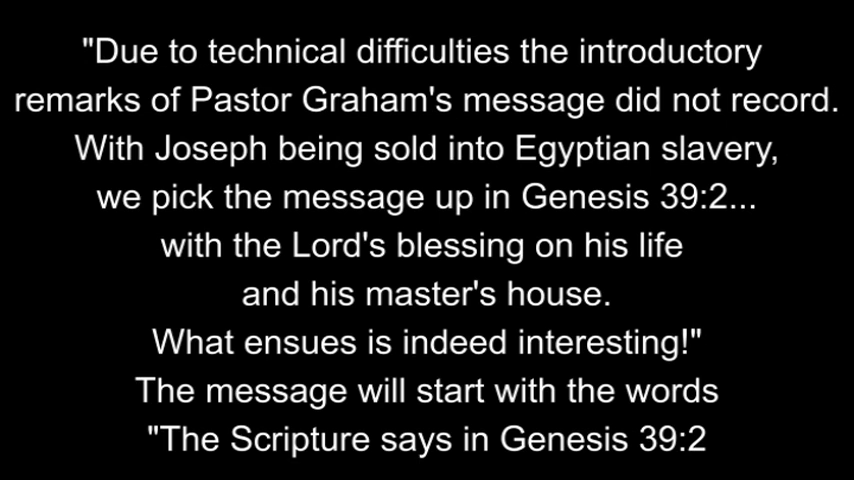 "Due to technical difficulties the introductory
remarks of Pastor Graham's message did not record.
With Joseph being sold into Egyptian slavery,
we pick the message up in Genesis 39:2...
with the Lord's blessing on his life
and his master's house.
What ensues is indeed interesting!"
The message will start with the words
"The Scripture says in Genesis 39:2